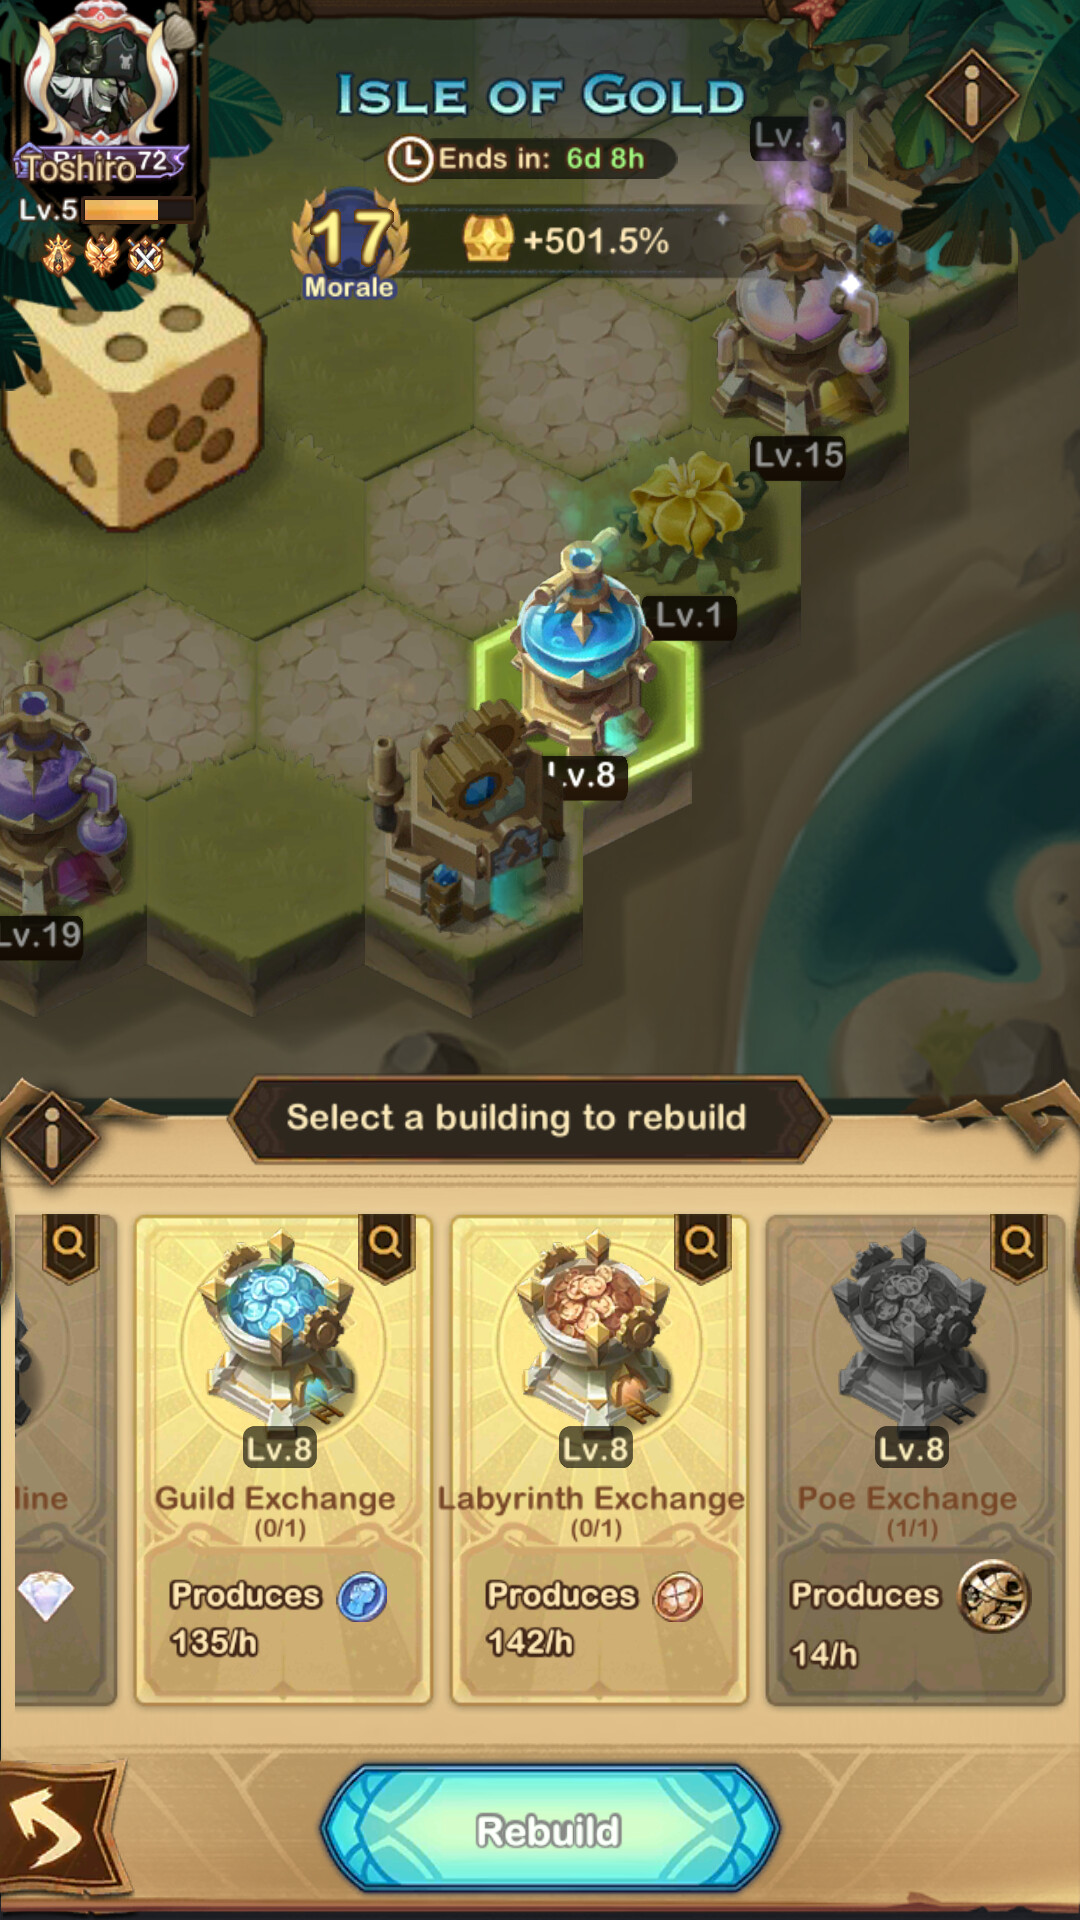 Isle of Gold
Ends in: 6d 8h
Toshiro
72
Lv.5
17
Morale
+501.5%
Lv.15
Lv.1
Lv.8
Lv.19
Select a building to rebuild
Lv.8
Lv.8
Lv.8
Guild Exchange
Labyrinth Exchange
Poe Exchange
(0/1)
(0/1)
(1/1)
Produces
135/h
Produces
142/h
Produces
14/h
Rebuild